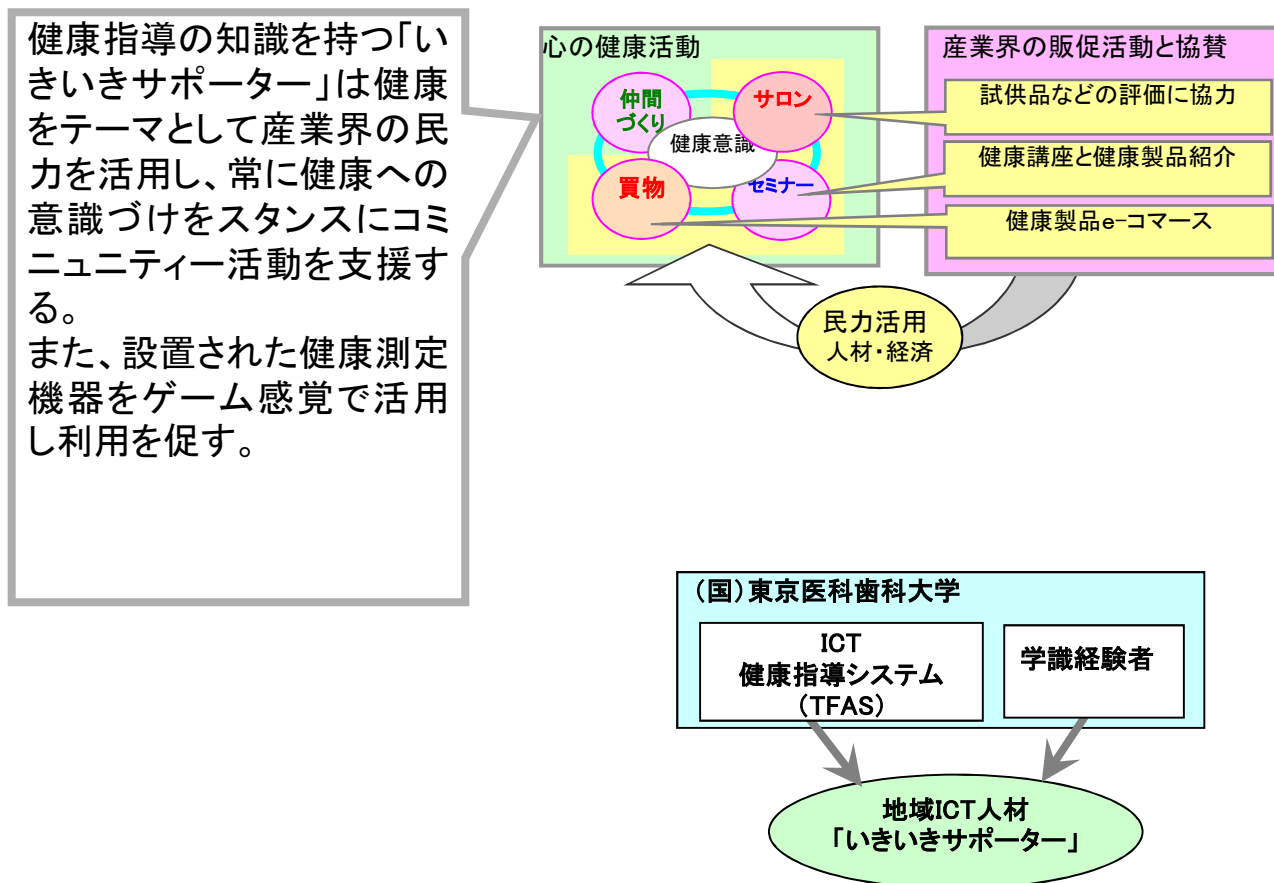 健康指導の知識を持つ「い
きいきサポーター」は健康
をテーマとして産業界の民
力を活用し、常に健康への
意識づけをスタンスにコミ
ニュニティー活動を支援す
る。
また、設置された健康測定
機器をゲーム感覚で活用
し利用を促す。
心の健康活動
仲間
づくり
サロン
健康意識
買物
セミナー
産業界の販促活動と協賛
試供品などの評価に協力
健康講座と健康製品紹介
健康製品e-コマース
民力活用
人材・経済
（国）東京医科歯科大学
ICT
健康指導システム
（TFAS）
学識経験者
地域ICT人材
「いきいきサポーター」